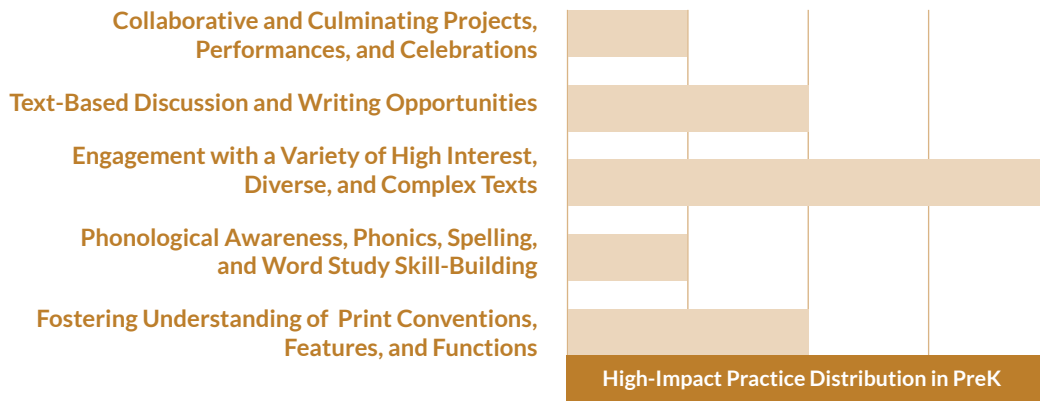 Collaborative and Culminating Projects,
Performances, and Celebrations
Text-Based Discussion and Writing Opportunities
Engagement with a Variety of High Interest,
Diverse, and Complex Texts
Phonological Awareness, Phonics, Spelling,
and Word Study Skill-Building
Fostering Understanding of Print Conventions,
Features, and Functions
High-Impact Practice Distribution in PreK